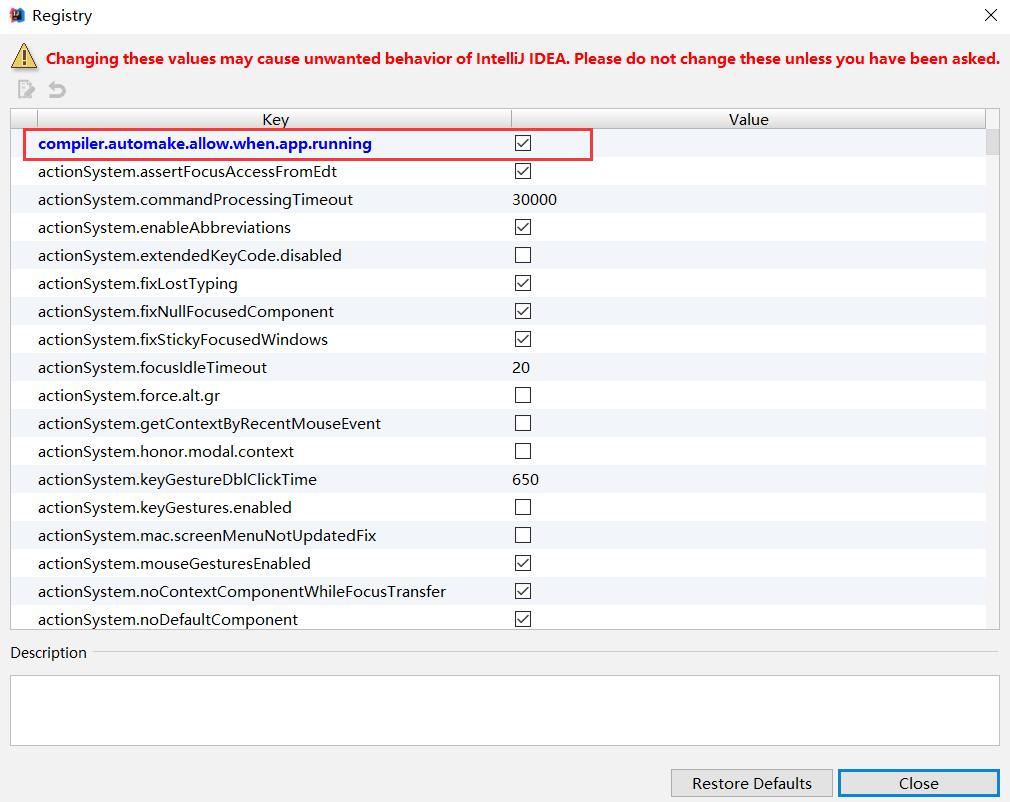 Registry
Changing these values may cause unwanted behavior of IntelliJ IDEA. Please do not change these unless you have been asked.
Key Value
compiler.automake.allow.when.app.running
actionSystem.assertFocusAccessFromEdt
actionSystem.commandProcessingTimeout 30000
actionSystem.enableAbbreviations
actionSystem.extendedKeyCode.disabled
actionSystem.fixLostTyping
actionSystem.fixNullFocusedComponent
actionSystem.fixStickyFocusedWindows
actionSystem.focusIdleTimeout 20
actionSystem.force.alt.gr
actionSystem.getContextByRecentMouseEvent
actionSystem.honor.modal.context
actionSystem.keyGestureDblClickTime 650
actionSystem.keyGestures.enabled
actionSystem.mac.screenMenuNotUpdatedFix
actionSystem.mouseGesturesEnabled
actionSystem.noContextComponentWhileFocusTransfer
actionSystem.noDefaultComponent
Description
Restore Defaults Close